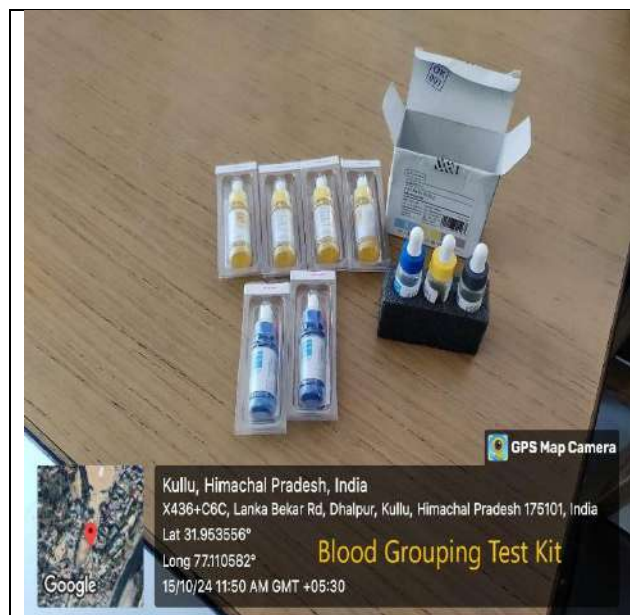 GPS Map Camera
Kullu, Himachal Pradesh, India
X436+C6C, Lanka Bekar Rd, Dhalpur, Kullu, Himachal Pradesh 175101, India
Lat 31.953556°
Long 77.110582°
15/10/24 11:50 AM GMT +05:30
Blood Grouping Test Kit
Google